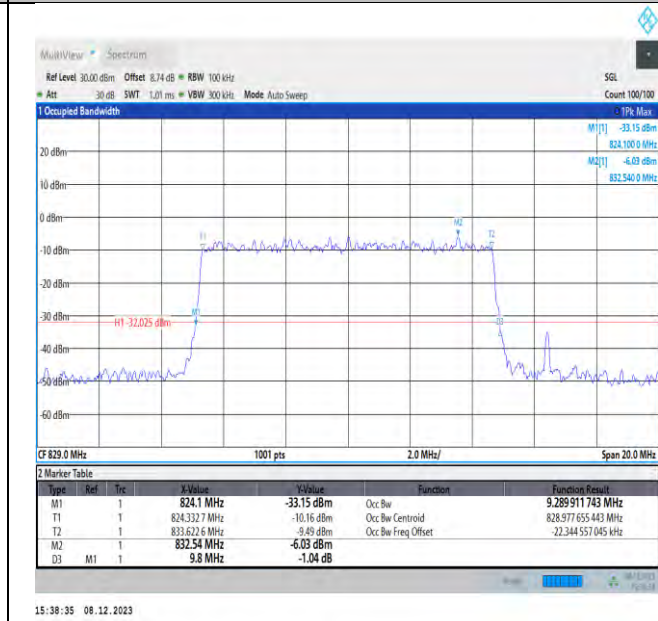 MultiView Spectrum
Ref Level 30.00 dBm Offset 8.74 dB RBW 100 kHz SGL
Att 30 dB SWT 1.01 ms VBW 300 kHz Mode Auto Sweep Count 100/100
1 Occupied Bandwidth 1Pk Max
M1[1] -33.15 dBm
824.100 0 MHz
M2[1] -6.03 dBm
832.540 0 MHz
20 dBm
10 dBm
0 dBm
M2
T1 T2
-10 dBm
-20 dBm
-30 dBm
M1 D3
H1 -32.025 dBm
-40 dBm
-50 dBm
-60 dBm
CF 829.0 MHz 1001 pts 2.0 MHz/ Span 20.0 MHz
2 Marker Table
Type Ref Trc X-Value Y-Value Function Function Result
M1 1 824.1 MHz -33.15 dBm Occ Bw 9.289 911 743 MHz
T1 1 824.332 7 MHz -10.16 dBm Occ Bw Centroid 828.977 655 443 MHz
T2 1 833.622 6 MHz -9.49 dBm Occ Bw Freq Offset -22.344 557 045 kHz
M2 1 832.54 MHz -6.03 dBm
D3 M1 1 9.8 MHz -1.04 dB
15:38:35 08.12.2023